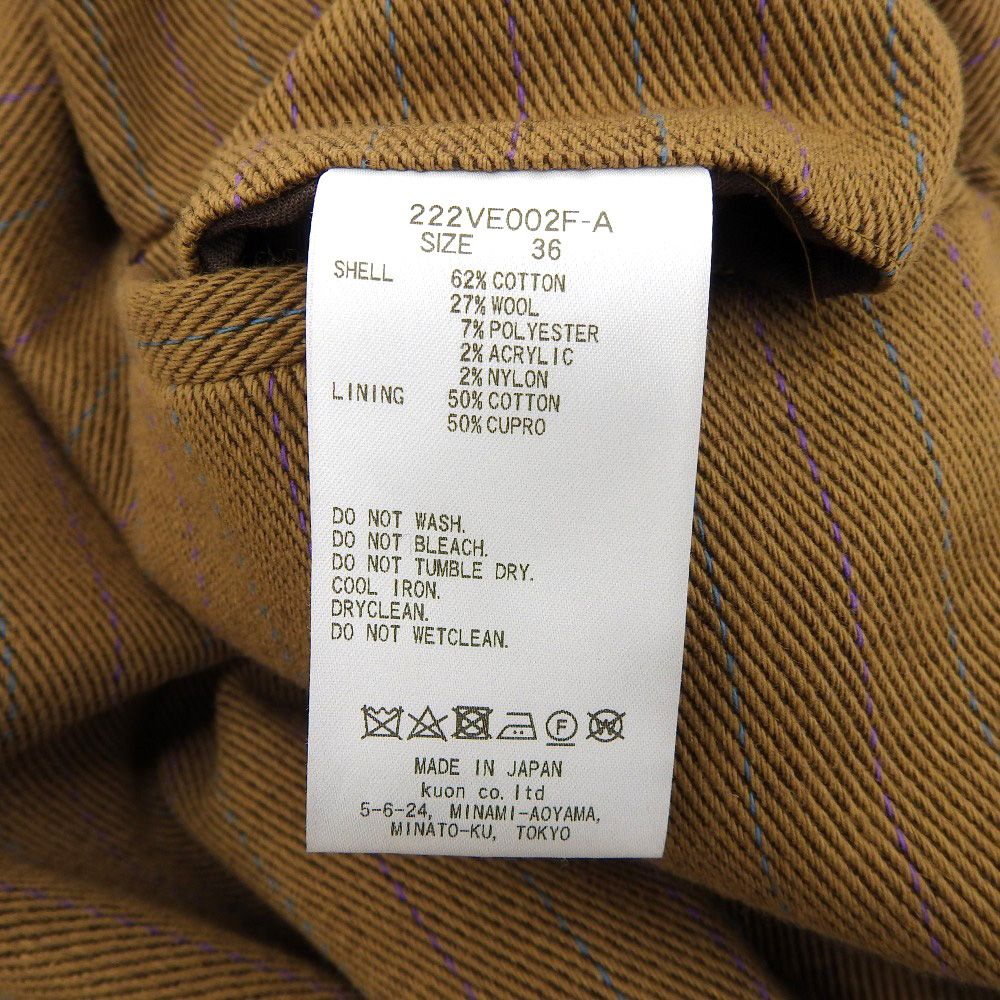 222VE002F-A
SIZE 36
SHELL 62% COTTON
27% WOOL
7% POLYESTER
2% ACRYLIC
2% NYLON
LINING 50% COTTON
50% CUPRO
DO NOT WASH.
DO NOT BLEACH.
DO NOT TUMBLE DRY.
COOL IRON.
DRYCLEAN.
DO NOT WETCLEAN.
F W
MADE IN JAPAN
kuon co.ltd
5-6-24, MINAMI-AOYAMA,
MINATO-KU, TOKYO